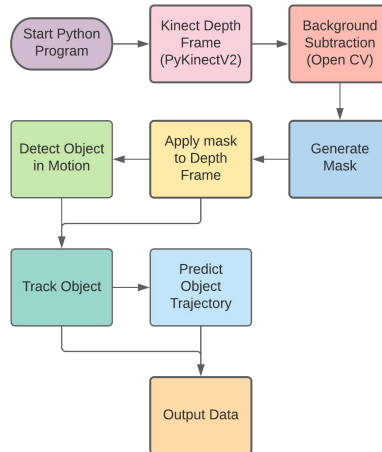 Start Python
Program
Kinect Depth
Frame
(PyKinectV2)
Background
Subtraction
(Open CV)
Detect Object
in Motion
Apply mask
to Depth
Frame
Generate
Mask
Track Object
Predict
Object
Trajectory
Output Data